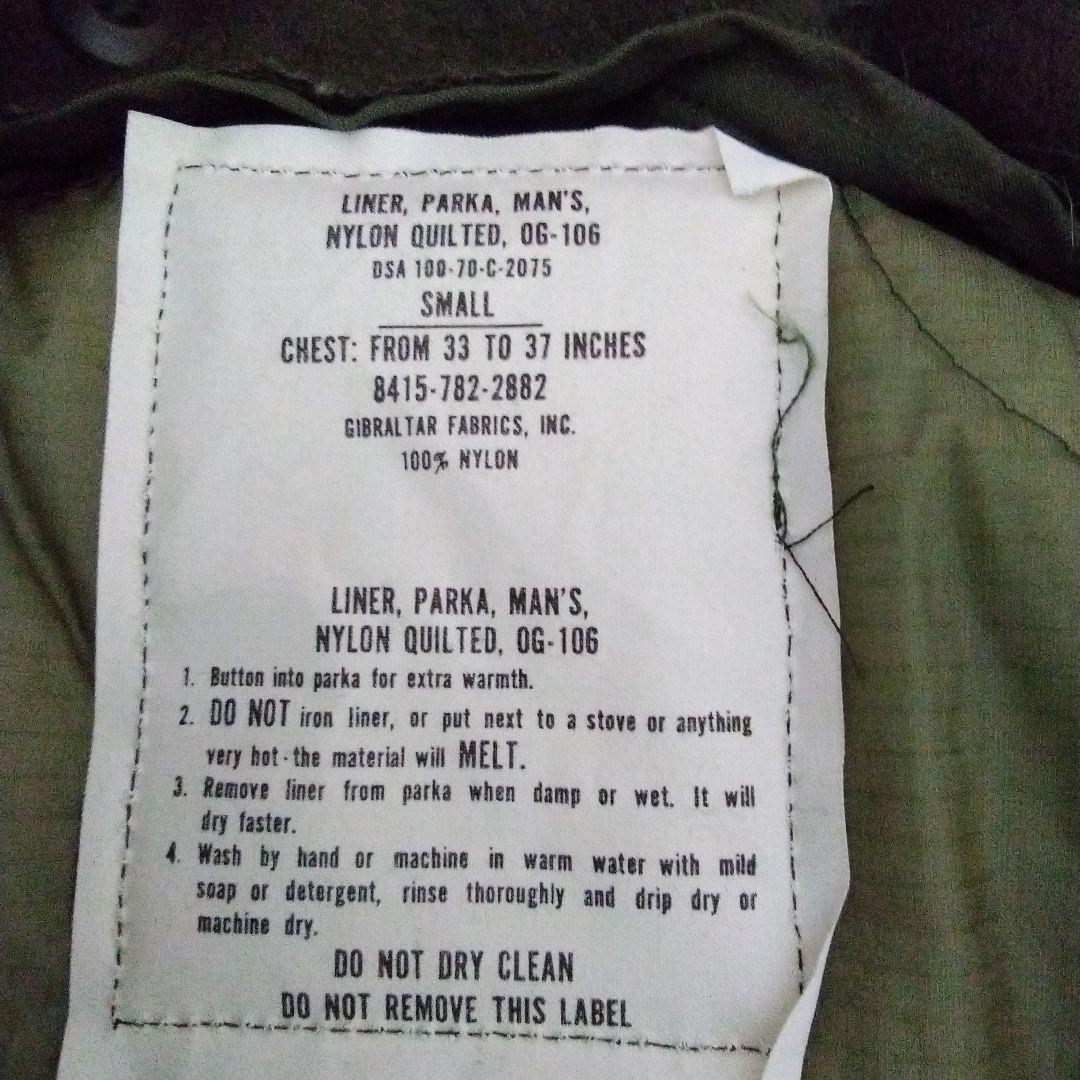 LINER, PARKA, MAN'S,
NYLON QUILTED, OG-106
DSA 100-70-C-2075
SMALL
CHEST: FROM 33 TO 37 INCHES
8415-782-2882
GIBRALTAR FABRICS, INC.
100% NYLON
LINER, PARKA, MAN'S,
NYLON QUILTED, OG-106
1. Button into parka for extra warmth.
2. DO NOT iron liner, or put next to a stove or anything
very hot-the material will MELT.
3. Remove liner from parka when damp or wet. It will
dry faster.
4. Wash by hand or machine in warm water with mild
soap or detergent, rinse thoroughly and drip dry or
machine dry.
DO NOT DRY CLEAN
DO NOT REMOVE THIS LABEL